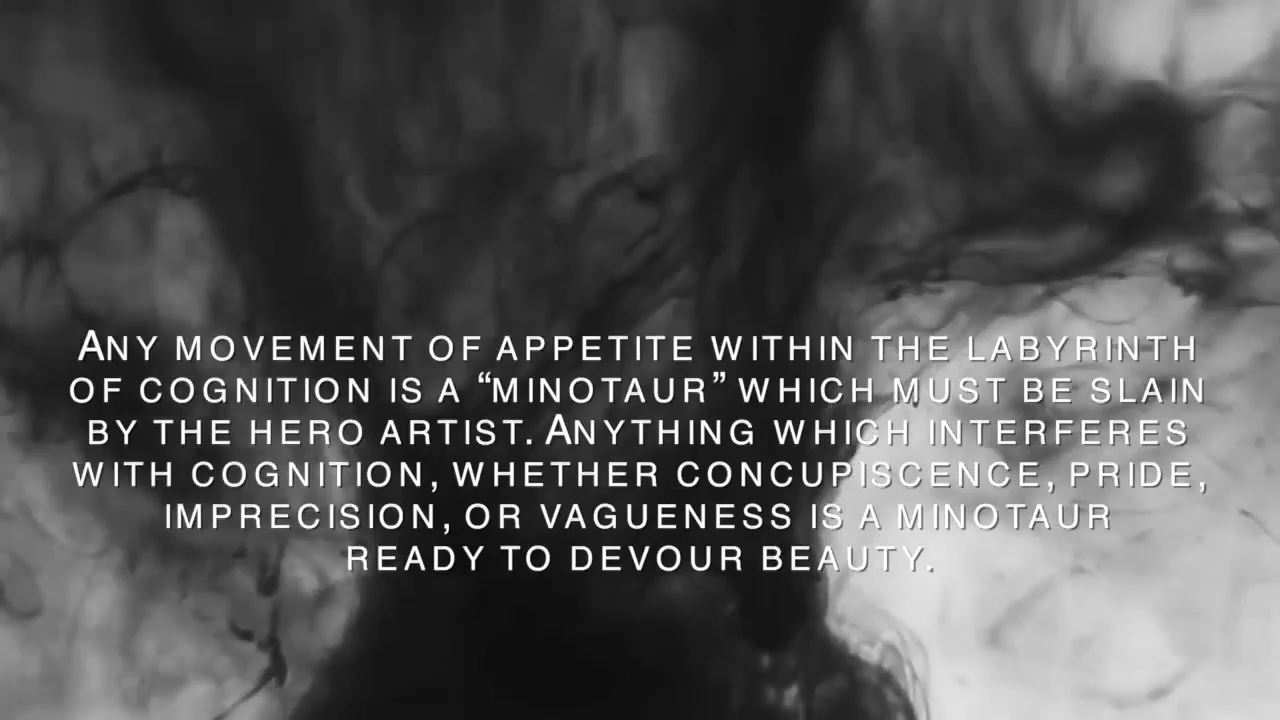 ANY MOVEMENT OF APPETITE WITHIN THE LABYRINTH
OF COGNITION IS A “MINOTAUR” WHICH MUST BE SLAIN
BY THE HERO ARTIST. ANYTHING WHICH INTERFERES
WITH COGNITION, WHETHER CONCUPISCENCE, PRIDE,
IMPRECISION, OR VAGUENESS IS A MINOTAUR
READY TO DEVOUR BEAUTY.